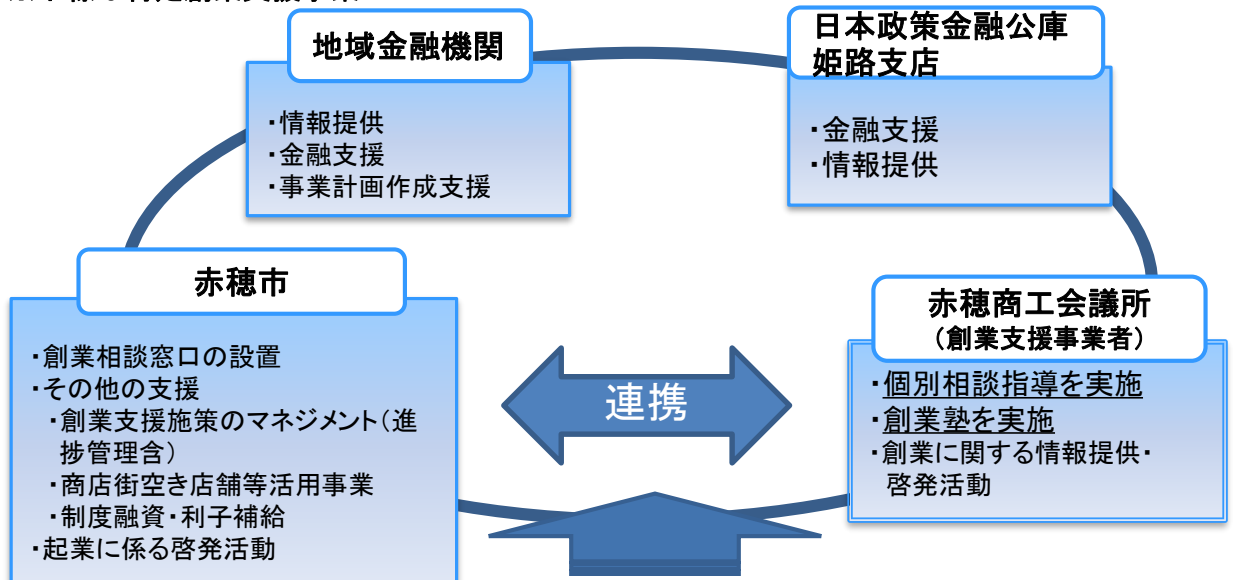 地域金融機関
・情報提供
・金融支援
・事業計画作成支援
日本政策金融公庫
姫路支店
・金融支援
・情報提供
赤穂市
・創業相談窓口の設置
・その他の支援
・創業支援施策のマネジメント（進
捗管理含）
・商店街空き店舗等活用事業
・制度融資・利子補給
・起業に係る啓発活動
連携
赤穂商工会議所
（創業支援事業者）
・個別相談指導を実施
・創業塾を実施
・創業に関する情報提供・
啓発活動